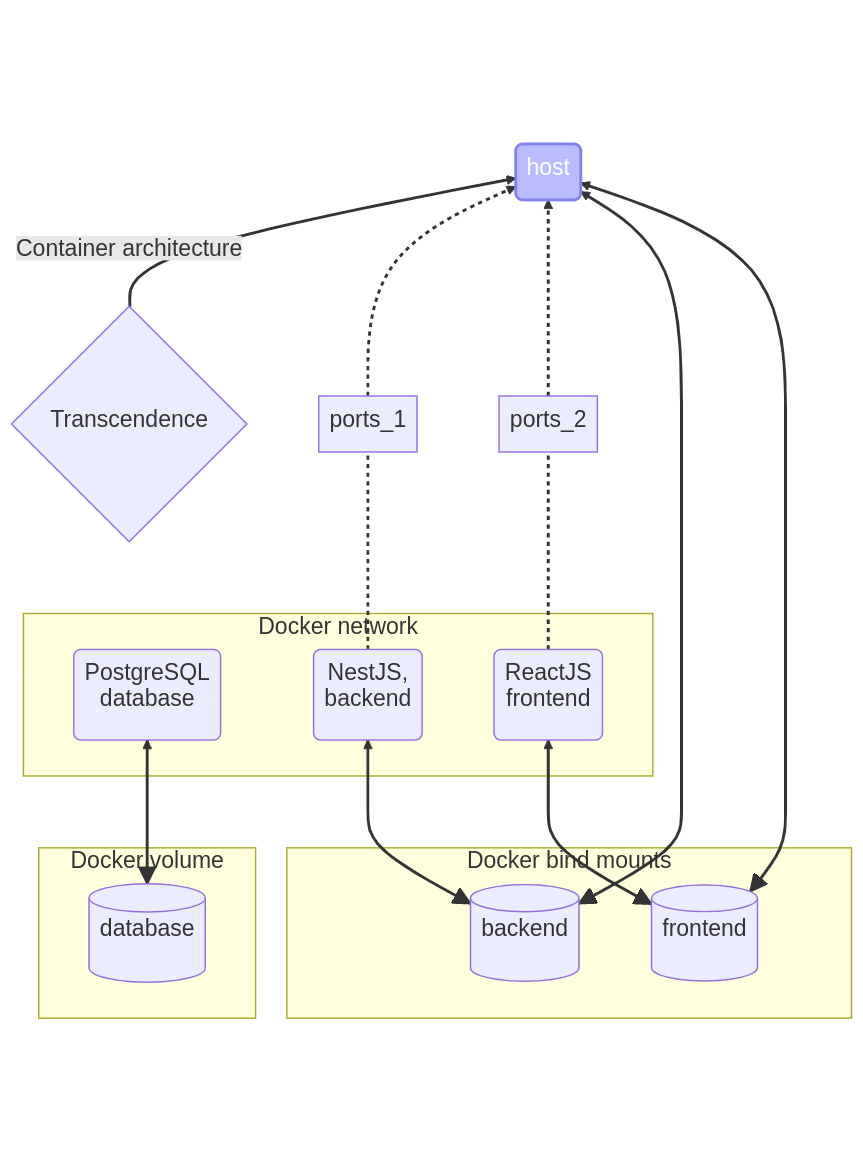 host
Container architecture
Transcendence
ports_1
ports_2
Docker network
PostgreSQL
database
NestJS,
backend
ReactJS
frontend
Docker volume
database
Docker bind mounts
backend
frontend